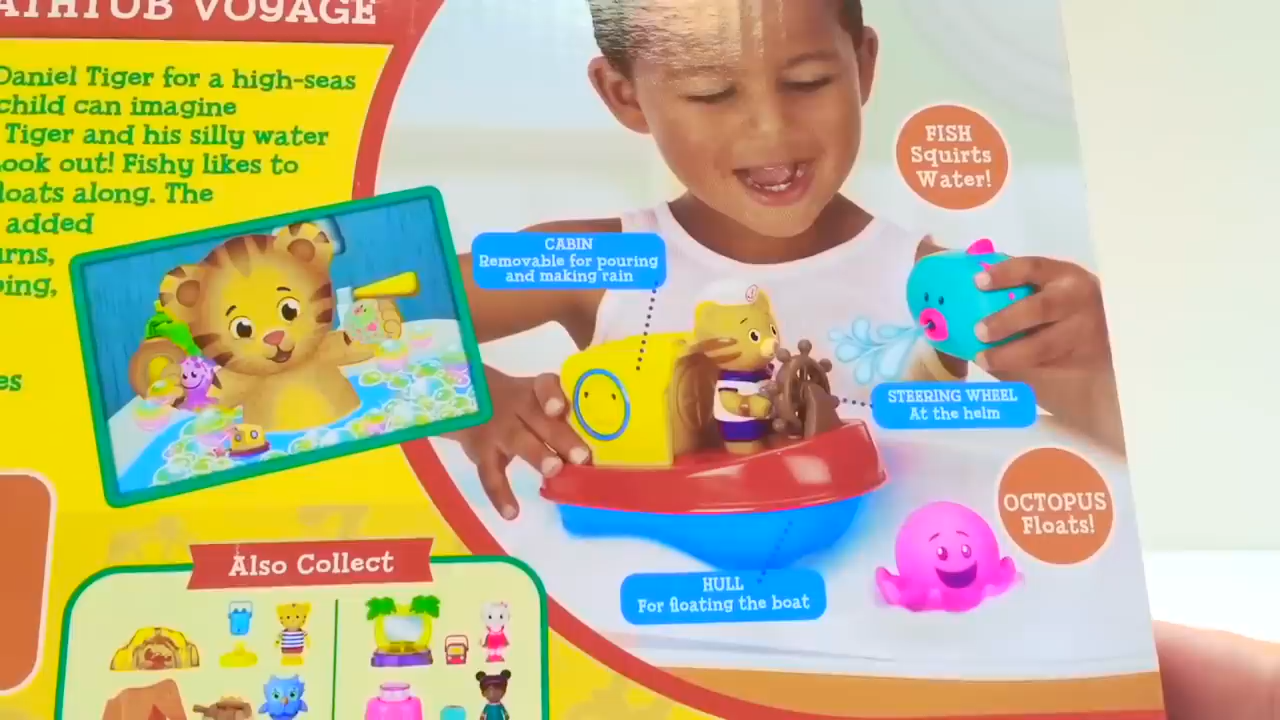 ATHTUB VOYAGE
Daniel Tiger for a high-seas
child can imagine
Tiger and his silly water
ook out! Fishy likes to
loats along. The
added
urns,
ing,
es
FISH
Squirts
Water!
CABIN
Removable for pouring
and making rain
STEERING WHEEL
At the helm
OCTOPUS
Floats!
HULL
For floating the boat
Also Collect